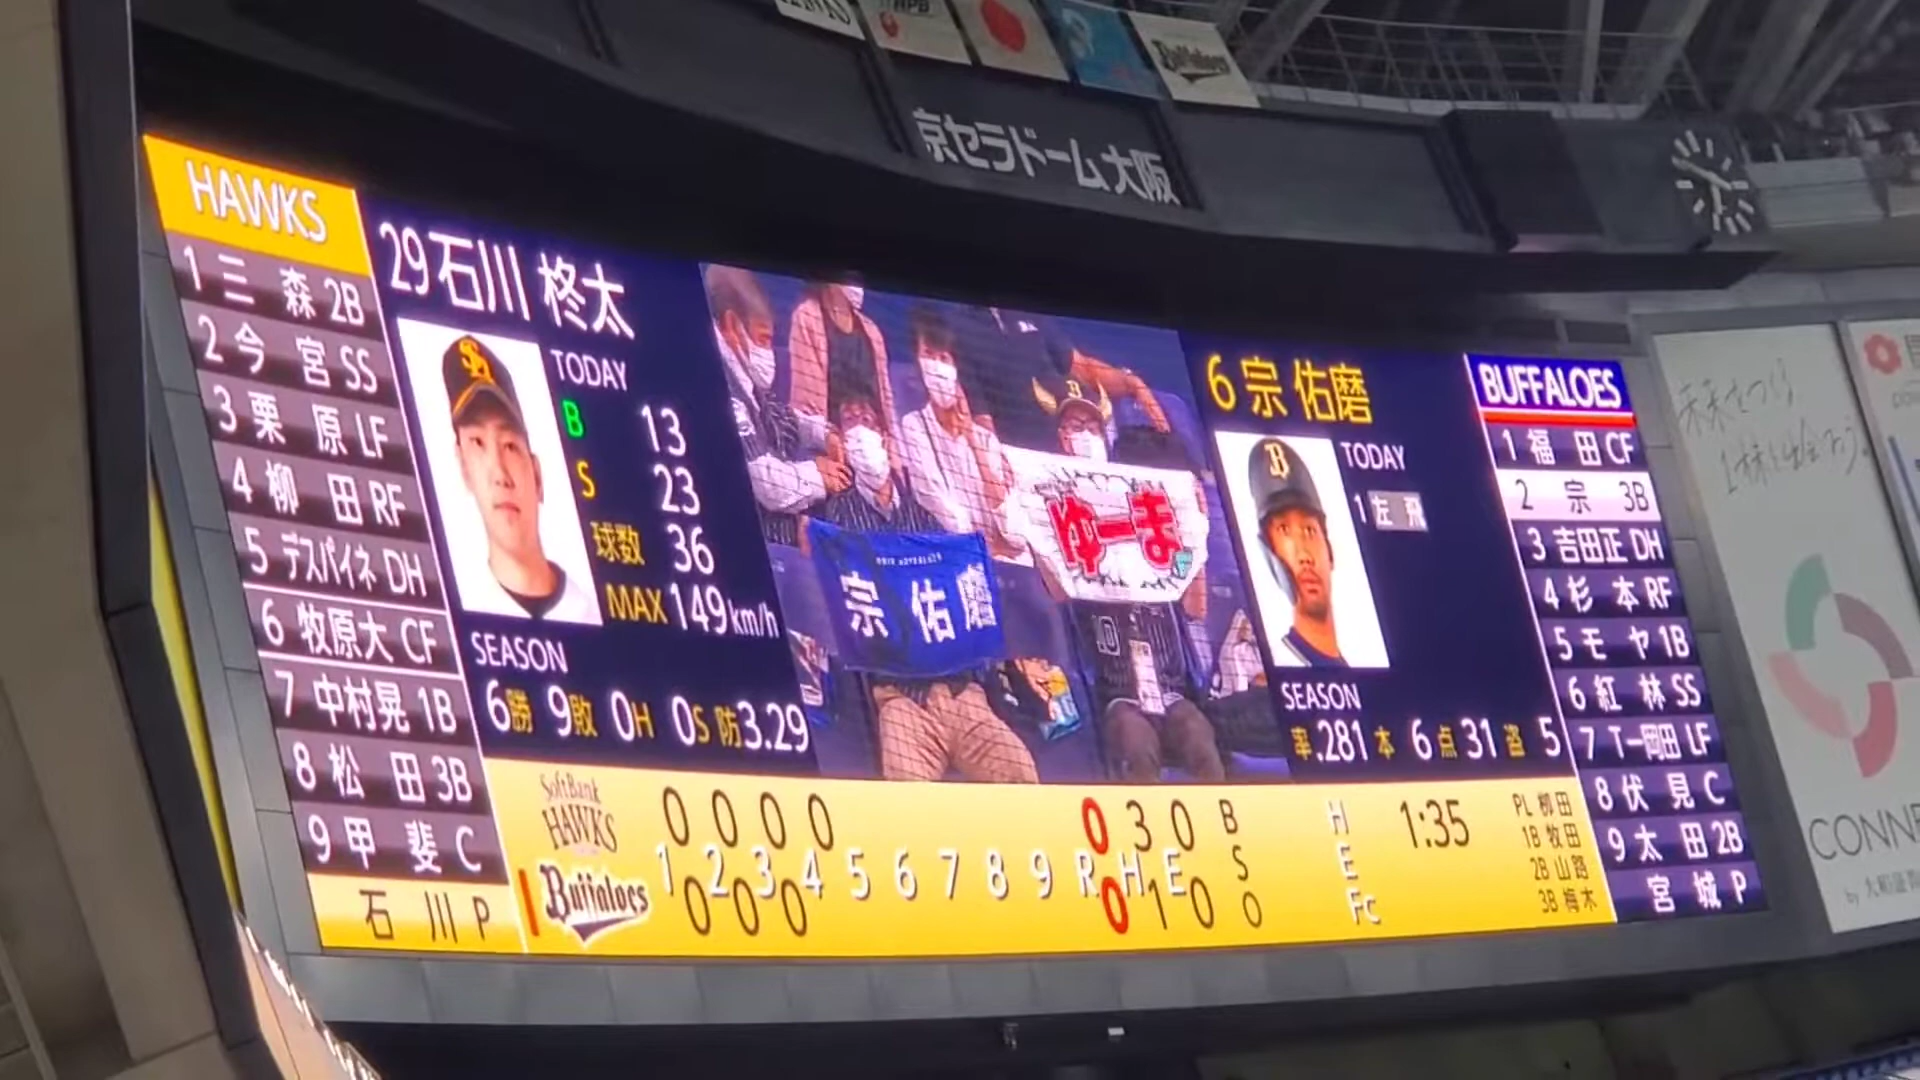 Buffaloes
京セラドーム大阪
HAWKS
1 三 森 2B
2 今 宮 SS
3 栗 原 LF
4 柳 田 RF
5 デスパイネ DH
6 牧原大 CF
7 中村晃 1B
8 松 田 3B
9 甲 斐 C
石 川 P
29 石川 柊太
TODAY
B 13
S 23
球数 36
MAX 149km/h
SEASON
6勝 9敗 0H 0S 防3.29
宗 佑 磨
ゆーま
6 宗 佑磨
TODAY
1 左 飛
SEASON
率.281 本 6 点 31 盗 5
BUFFALOES
1 福 田 CF
2 宗 3B
3 吉田正 DH
4 杉 本 RF
5 モ ヤ 1B
6 紅 林 SS
7 T-岡田 LF
8 伏 見 C
9 太 田 2B
宮 城 P
SoftBank HAWKS 0 0 0 0 0 3 0
1 2 3 4 5 6 7 8 9 R H E
Buffaloes 0 0 0 0 1 0
B
S
O
H
E
Fc
1:35
PL 柳田
1B 牧田
2B 山路
3B 梅木
CONNE